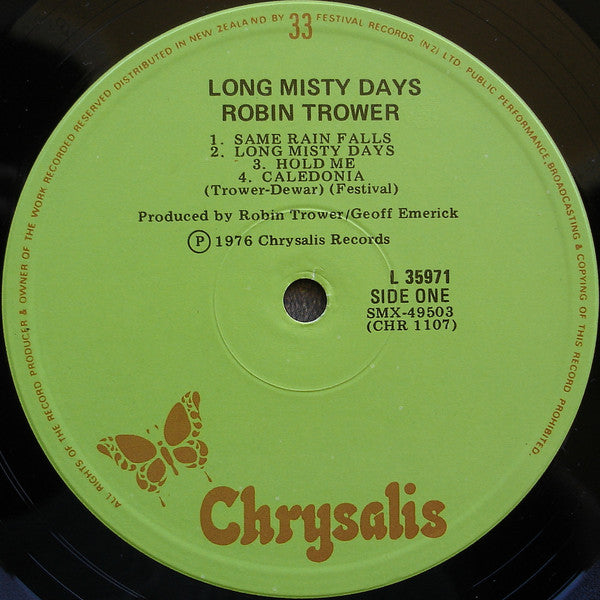 ALL RIGHTS OF THE RECORD PRODUCER & OWNER OF THE WORK RECORDED RESERVED DISTRIBUTED IN NEW ZEALAND BY FESTIVAL RECORDS (NZ) LTD. PUBLIC PERFORMANCE, BROADCASTING & COPYING OF THIS RECORD PROHIBITED.
33
LONG MISTY DAYS
ROBIN TROWER
1. SAME RAIN FALLS
2. LONG MISTY DAYS
3. HOLD ME
4. CALEDONIA
(Trower-Dewar) (Festival)
Produced by Robin Trower/Geoff Emerick
Ⓟ 1976 Chrysalis Records
L 35971
SIDE ONE
SMX-49503
(CHR 1107)
Chrysalis